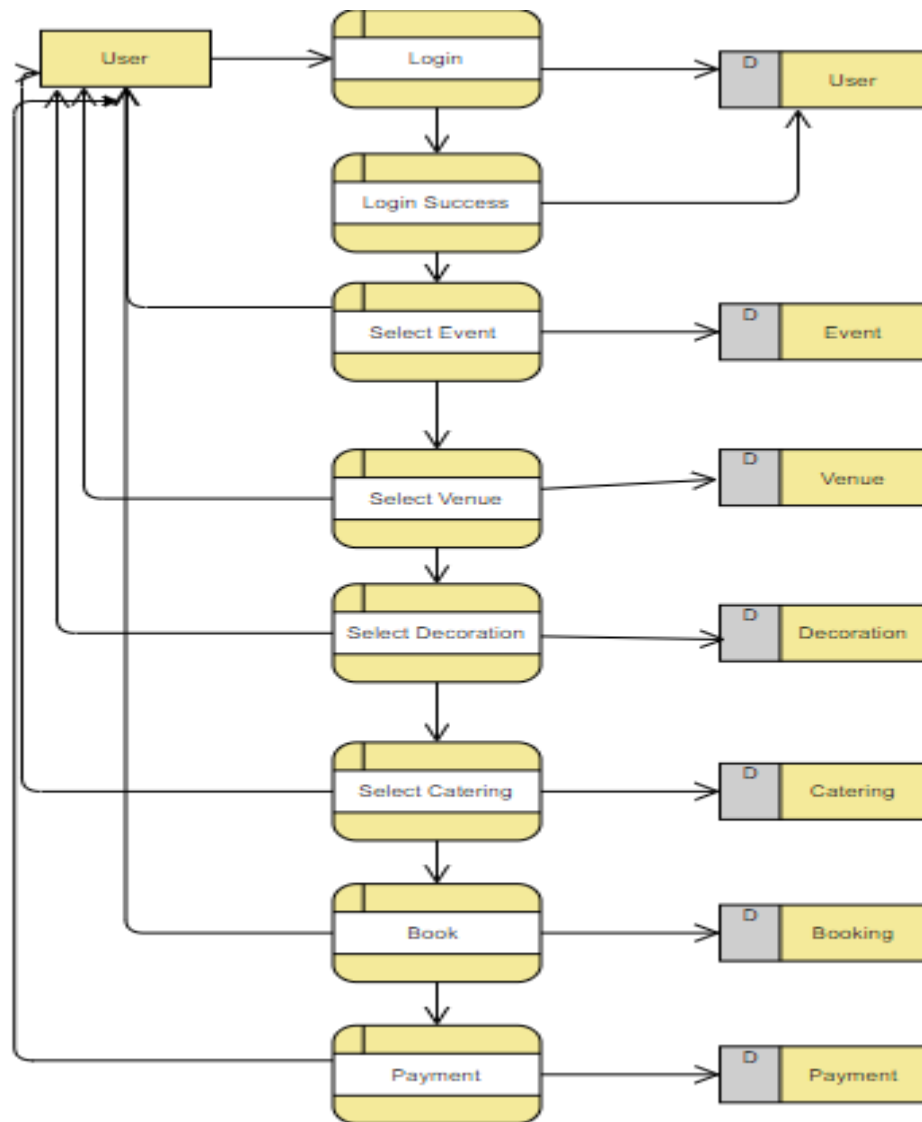 User
Login
D
User
Login Success
Select Event
D
Event
Select Venue
D
Venue
Select Decoration
D
Decoration
Select Catering
D
Catering
Book
D
Booking
Payment
D
Payment